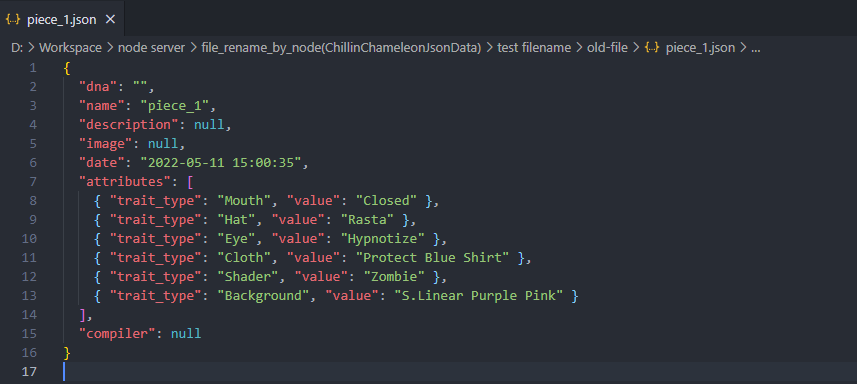 {..} piece_1.json ×
D: > Workspace > node server > file_rename_by_node(ChillinChameleonJsonData) > test filename > old-file > {..} piece_1.json > ...
1 {
2 "dna": "",
3 "name": "piece_1",
4 "description": null,
5 "image": null,
6 "date": "2022-05-11 15:00:35",
7 "attributes": [
8 { "trait_type": "Mouth", "value": "Closed" },
9 { "trait_type": "Hat", "value": "Rasta" },
10 { "trait_type": "Eye", "value": "Hypnotize" },
11 { "trait_type": "Cloth", "value": "Protect Blue Shirt" },
12 { "trait_type": "Shader", "value": "Zombie" },
13 { "trait_type": "Background", "value": "S.Linear Purple Pink" }
14 ],
15 "compiler": null
16 }
17